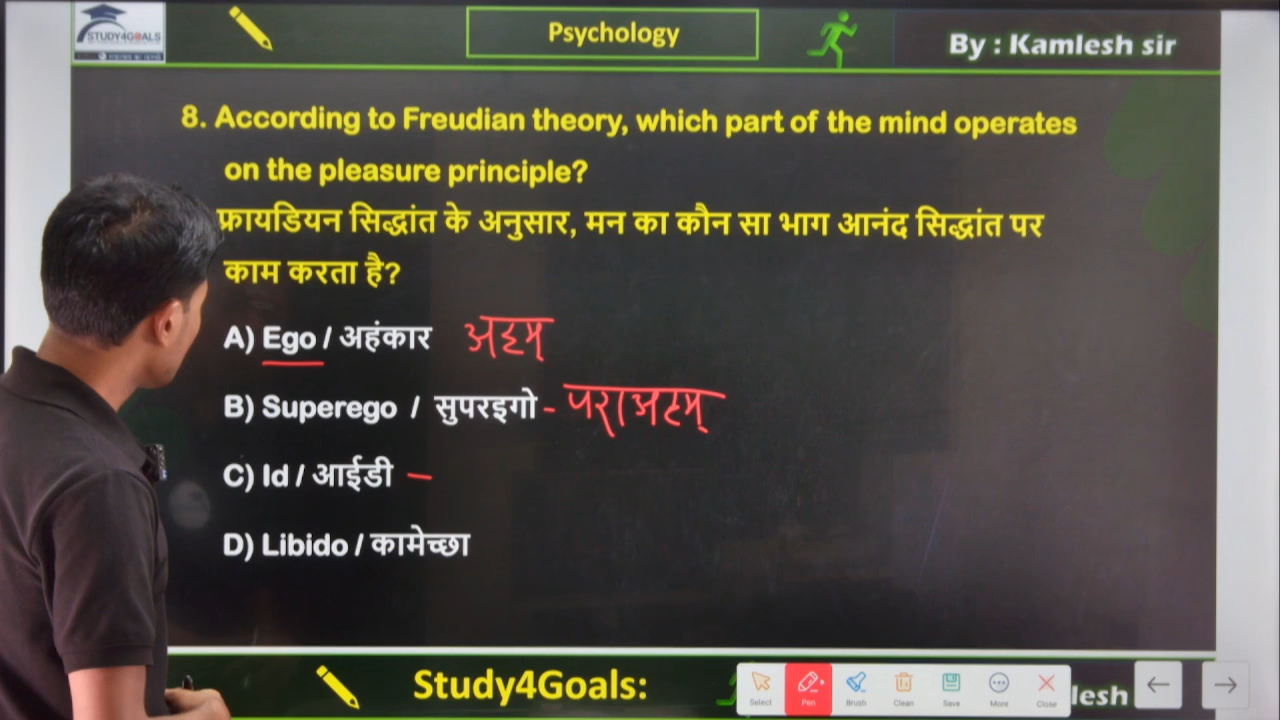 STUDY4GOALS
Psychology
By : Kamlesh sir
8. According to Freudian theory, which part of the mind operates
on the pleasure principle?
फ्रायडियन सिद्धांत के अनुसार, मन का कौन सा भाग आनंद सिद्धांत पर
काम करता है?
A) Ego / अहंकार अहम्
B) Superego / सुपरइगो - पराअहम्
C) Id / आईडी –
D) Libido / कामेच्छा
Study4Goals:
lesh
Select Pen Brush Clean Save More Close